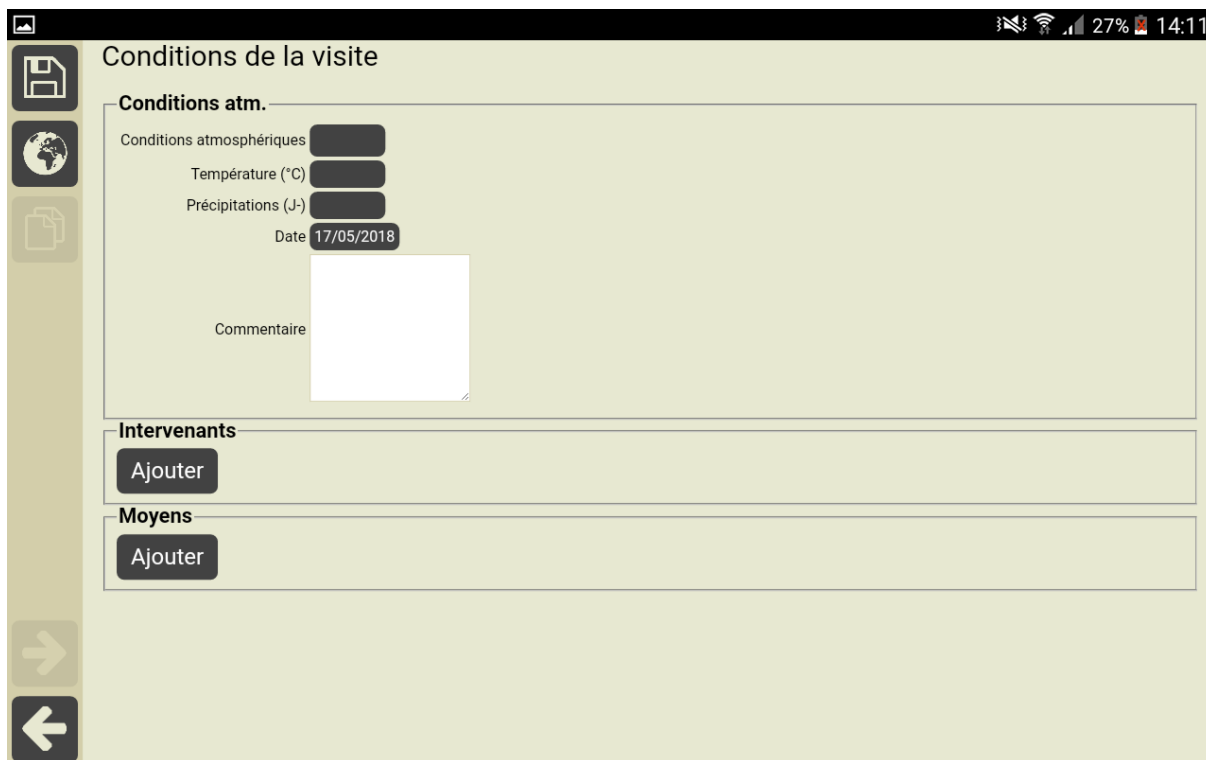 27% 14:11
Conditions de la visite
Conditions atm.
Conditions atmosphériques
Température (°C)
Précipitations (J-)
Date 17/05/2018
Commentaire
Intervenants
Ajouter
Moyens
Ajouter